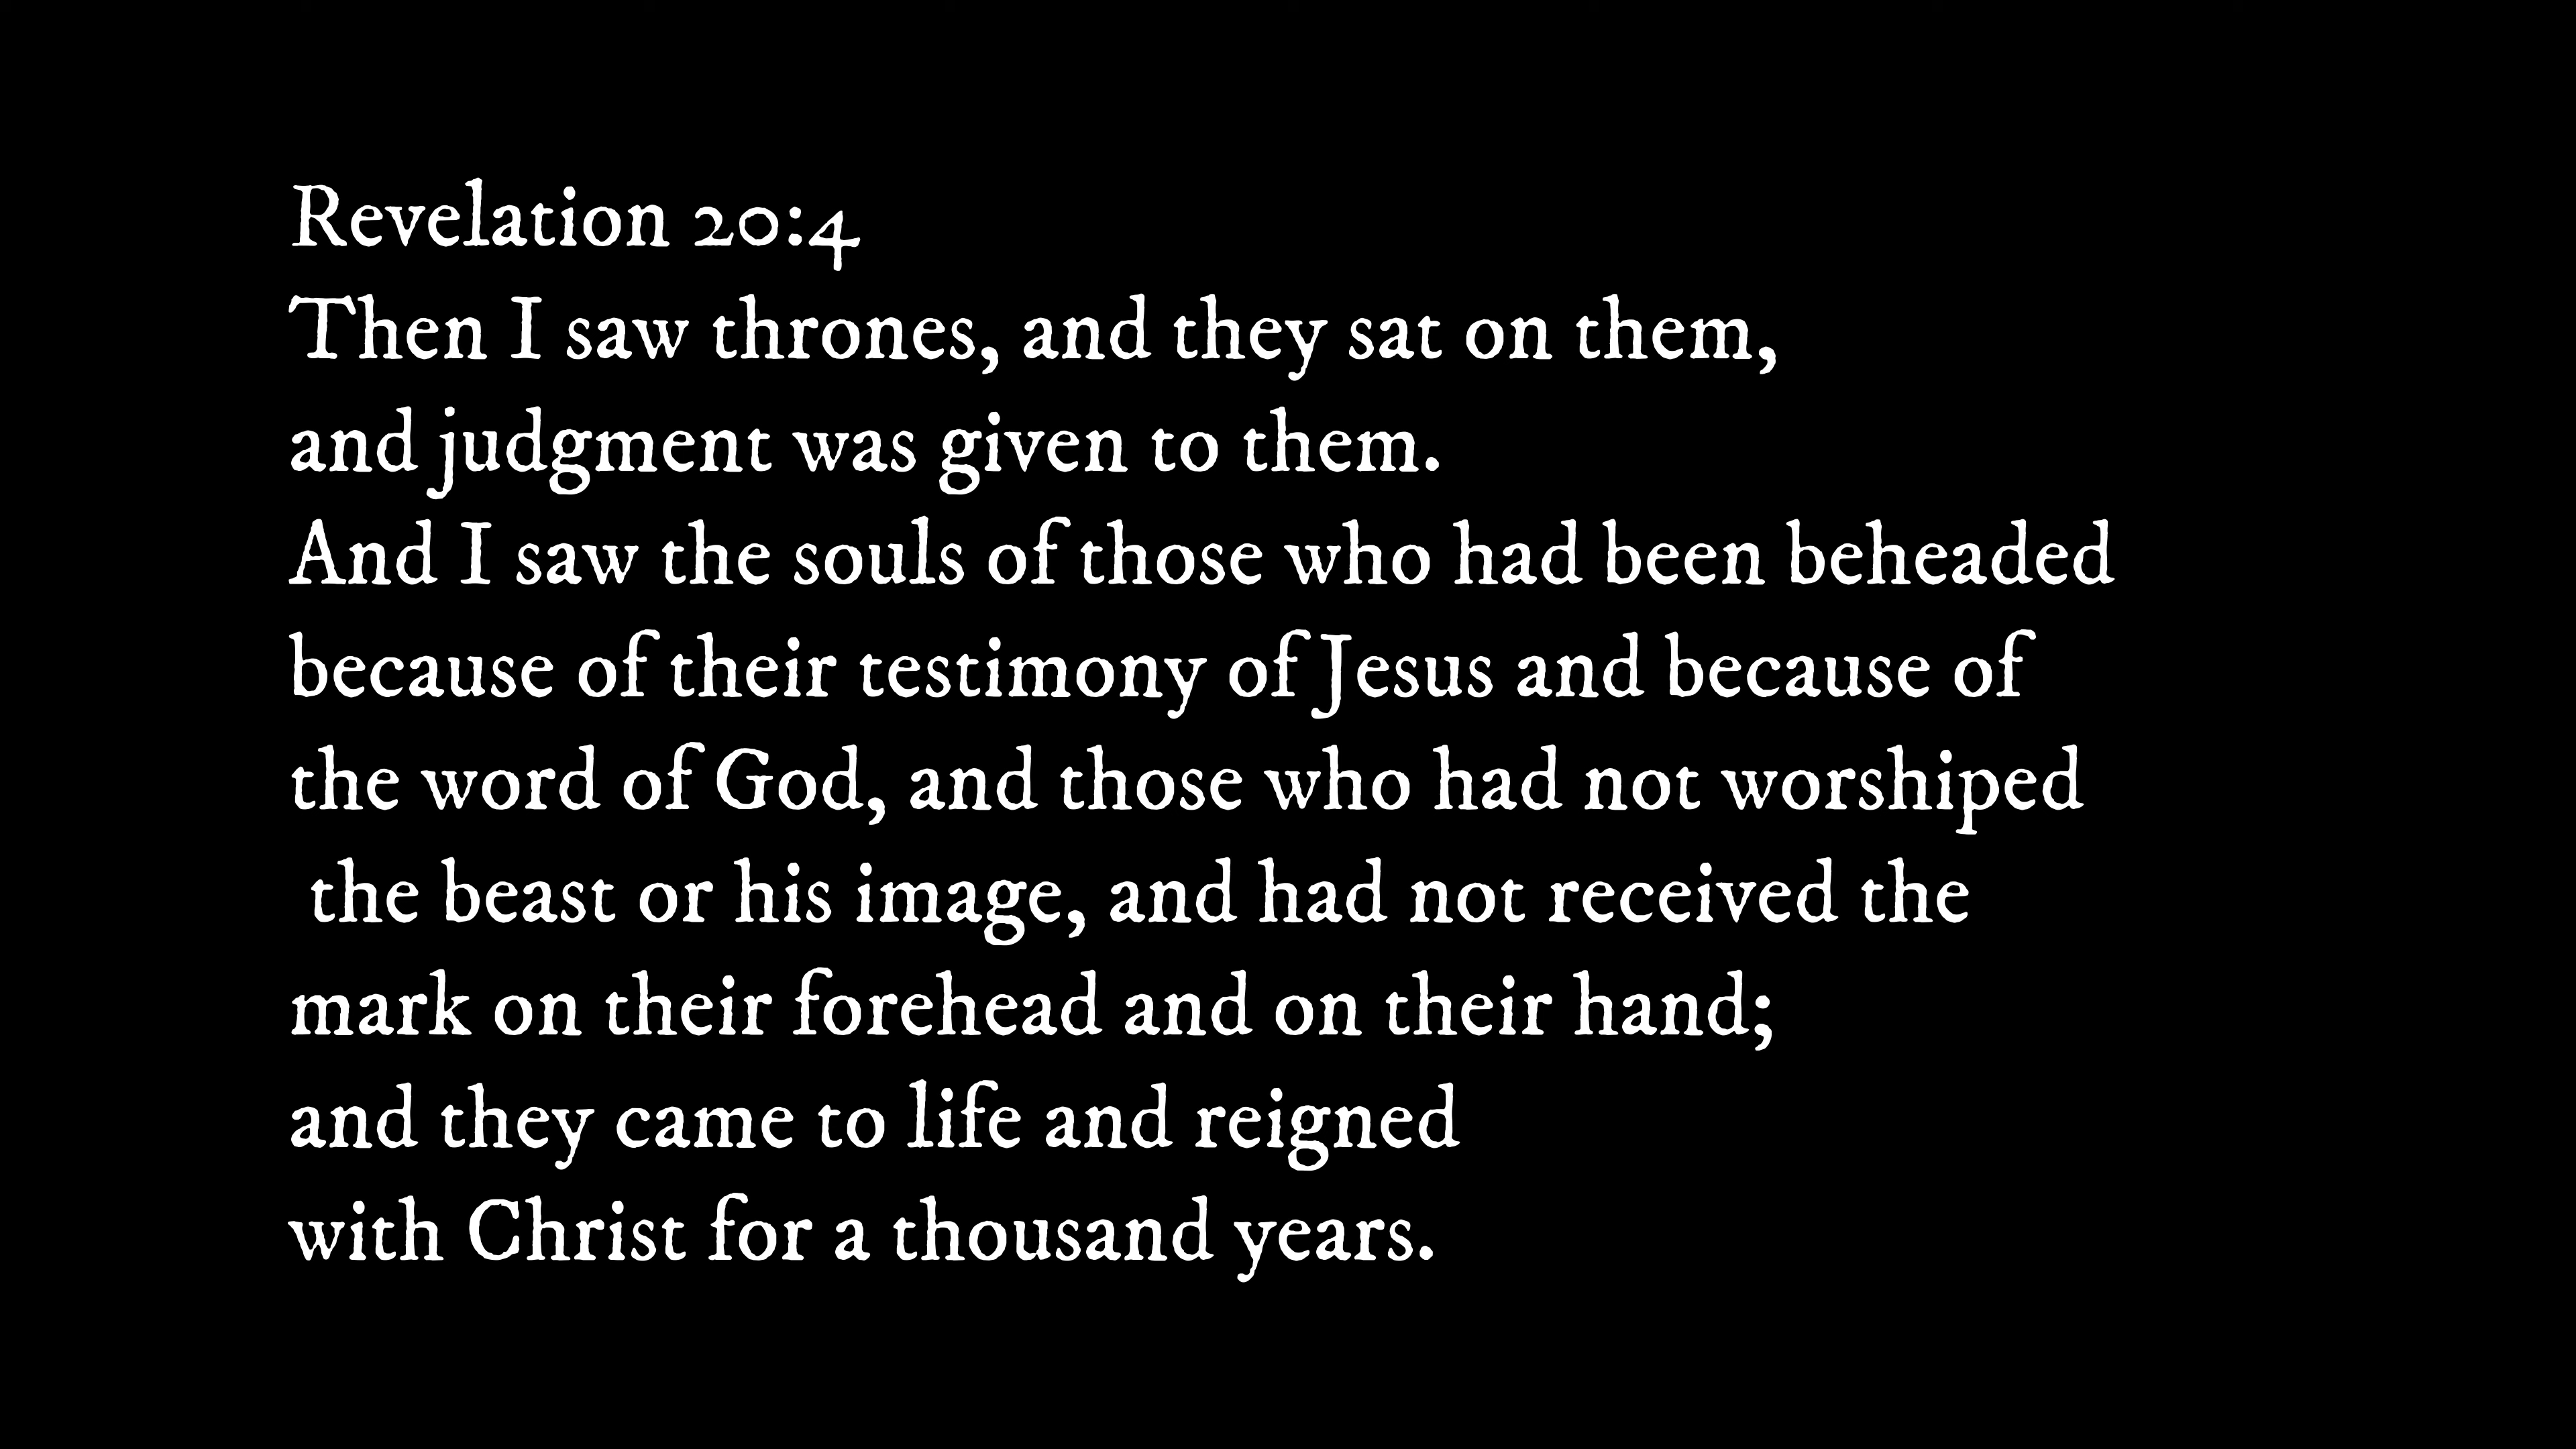 Revelation 20:4
Then I saw thrones, and they sat on them,
and judgment was given to them.
And I saw the souls of those who had been beheaded
because of their testimony of Jesus and because of
the word of God, and those who had not worshiped
the beast or his image, and had not received the
mark on their forehead and on their hand;
and they came to life and reigned
with Christ for a thousand years.